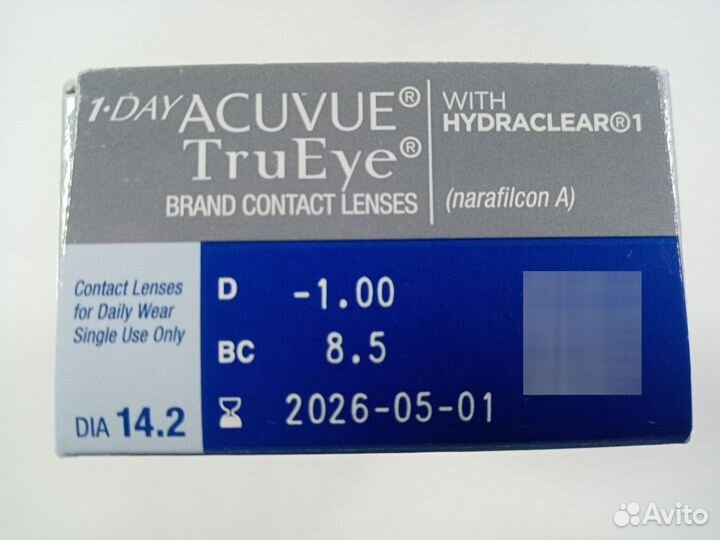 1·DAY ACUVUE®
TruEye®
BRAND CONTACT LENSES
WITH
HYDRACLEAR®1
(narafilcon A)
Contact Lenses
for Daily Wear
Single Use Only
DIA 14.2
D -1.00
BC 8.5
2026-05-01
Avito